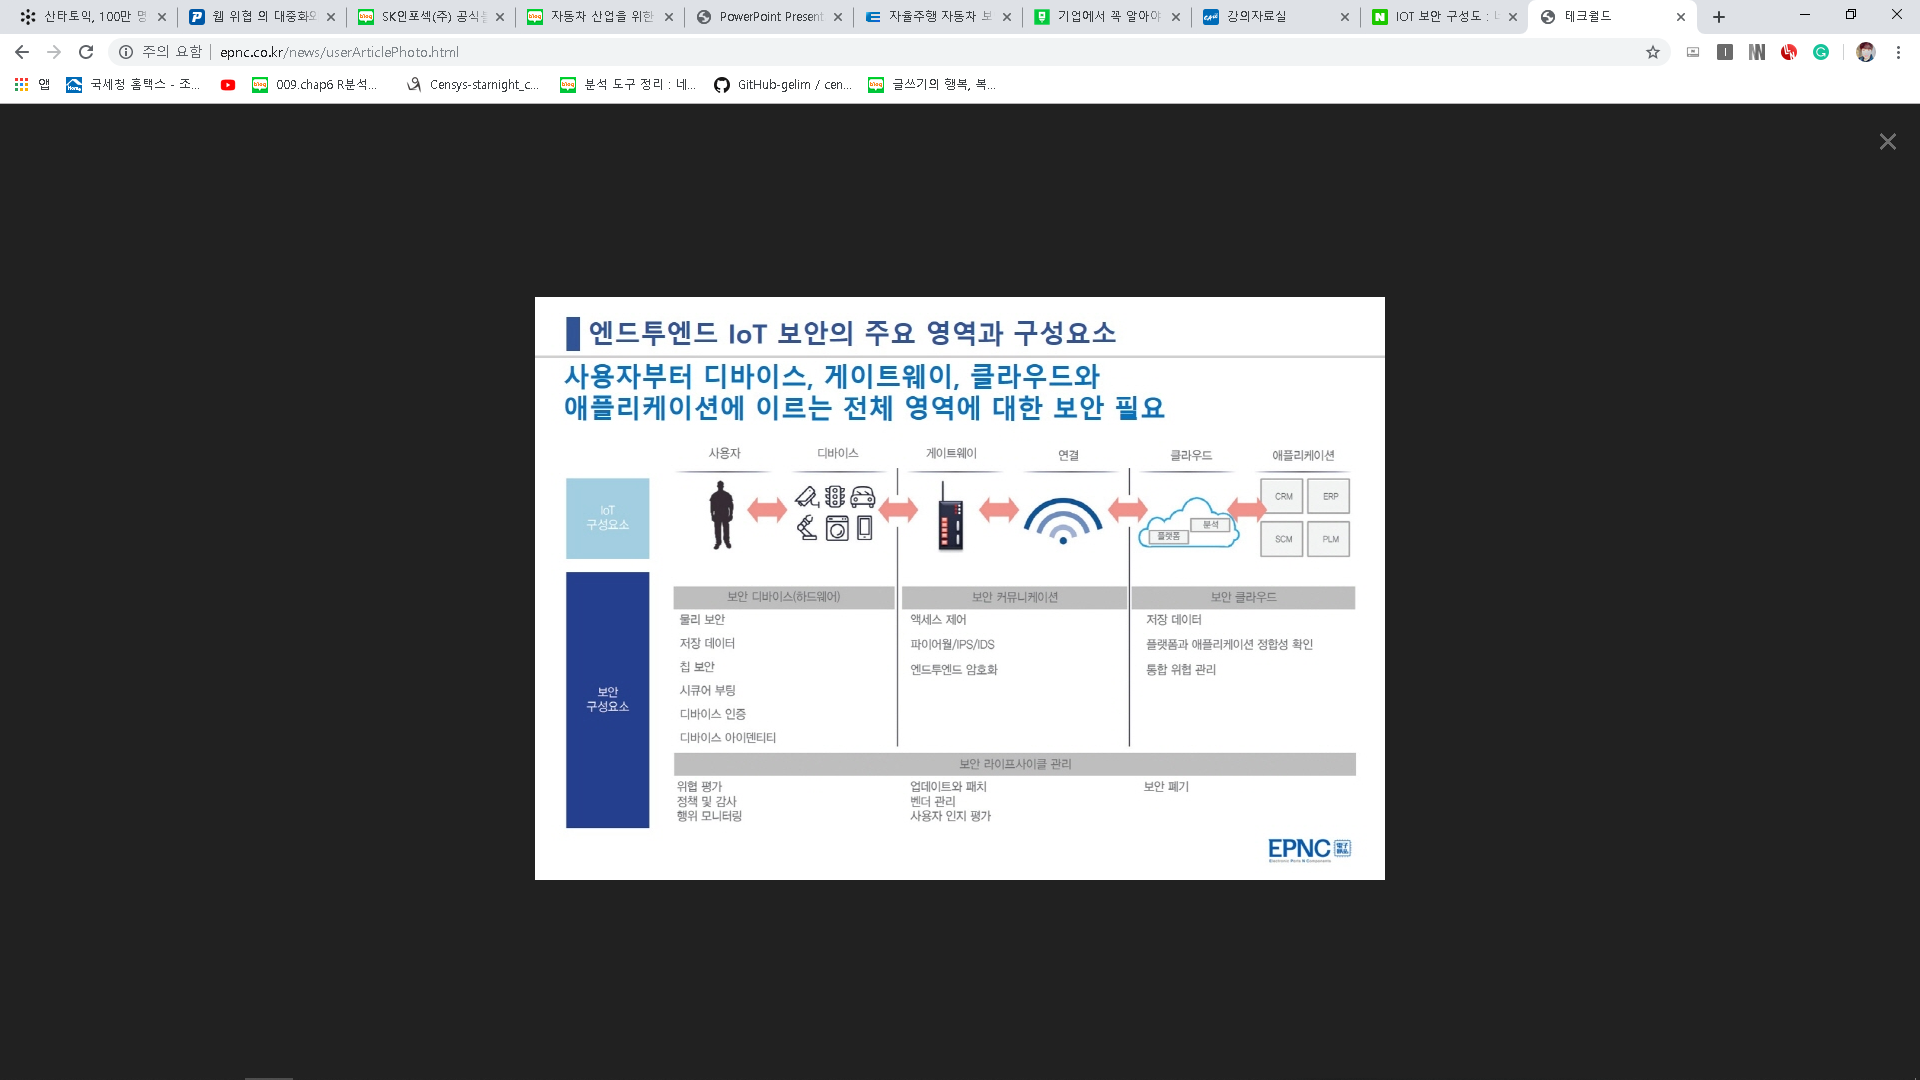 산타토익, 100만 명
웹 위협 의 대중화와
SK인포섹(주) 공식블
자동차 산업을 위한
PowerPoint Present
자율주행 자동차 보
기업에서 꼭 알아야
강의자료실
IOT 보안 구성도 : 네
테크월드
주의 요함 | epnc.co.kr/news/userArticlePhoto.html
앱
국세청 홈택스 - 조...
009.chap6 R분석...
Censys-starnight_c...
분석 도구 정리 : 네...
GitHub-gelim / cen...
글쓰기의 행복, 복...
엔드투엔드 IoT 보안의 주요 영역과 구성요소
사용자부터 디바이스, 게이트웨이, 클라우드와
애플리케이션에 이르는 전체 영역에 대한 보안 필요
사용자
디바이스
게이트웨이
연결
클라우드
애플리케이션
IoT
구성요소
플랫폼
분석
CRM
ERP
SCM
PLM
보안
구성요소
보안 디바이스(하드웨어)
물리 보안
저장 데이터
칩 보안
시큐어 부팅
디바이스 인증
디바이스 아이덴티티
보안 커뮤니케이션
액세스 제어
파이어월/IPS/IDS
엔드투엔드 암호화
보안 클라우드
저장 데이터
플랫폼과 애플리케이션 정합성 확인
통합 위협 관리
보안 라이프사이클 관리
위협 평가
정책 및 감사
행위 모니터링
업데이트와 패치
벤더 관리
사용자 인지 평가
보안 폐기
EPNC